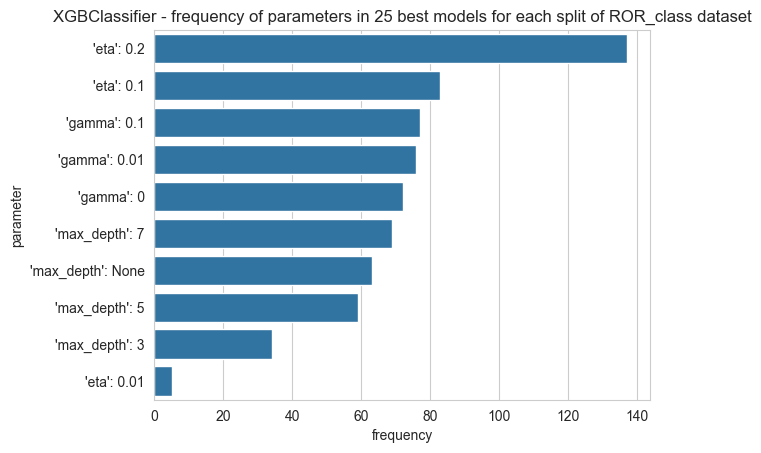 XGBClassifier - frequency of parameters in 25 best models for each split of ROR_class dataset
parameter
'eta': 0.2
'eta': 0.1
'gamma': 0.1
'gamma': 0.01
'gamma': 0
'max_depth': 7
'max_depth': None
'max_depth': 5
'max_depth': 3
'eta': 0.01
0 20 40 60 80 100 120 140
frequency